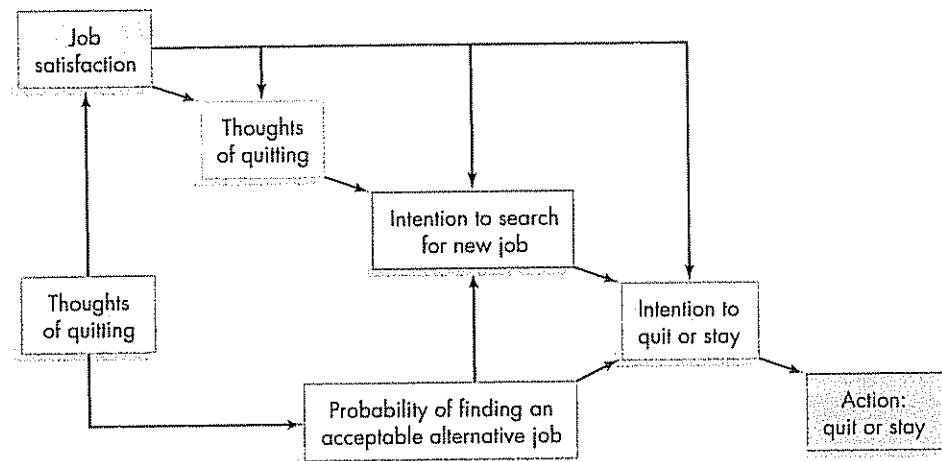 Job
satisfaction
Thoughts
of quitting
Intention to search
for new job
Thoughts
of quitting
Intention to
quit or stay
Probability of finding an
acceptable alternative job
Action:
quit or stay